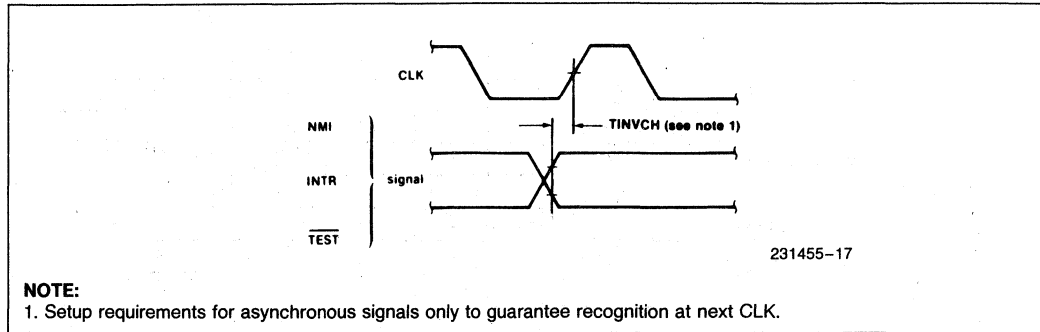 CLK
TINVCH (see note 1)
NMI
INTR
signal
TEST
231455-17
NOTE:
1. Setup requirements for asynchronous signals only to guarantee recognition at next CLK.